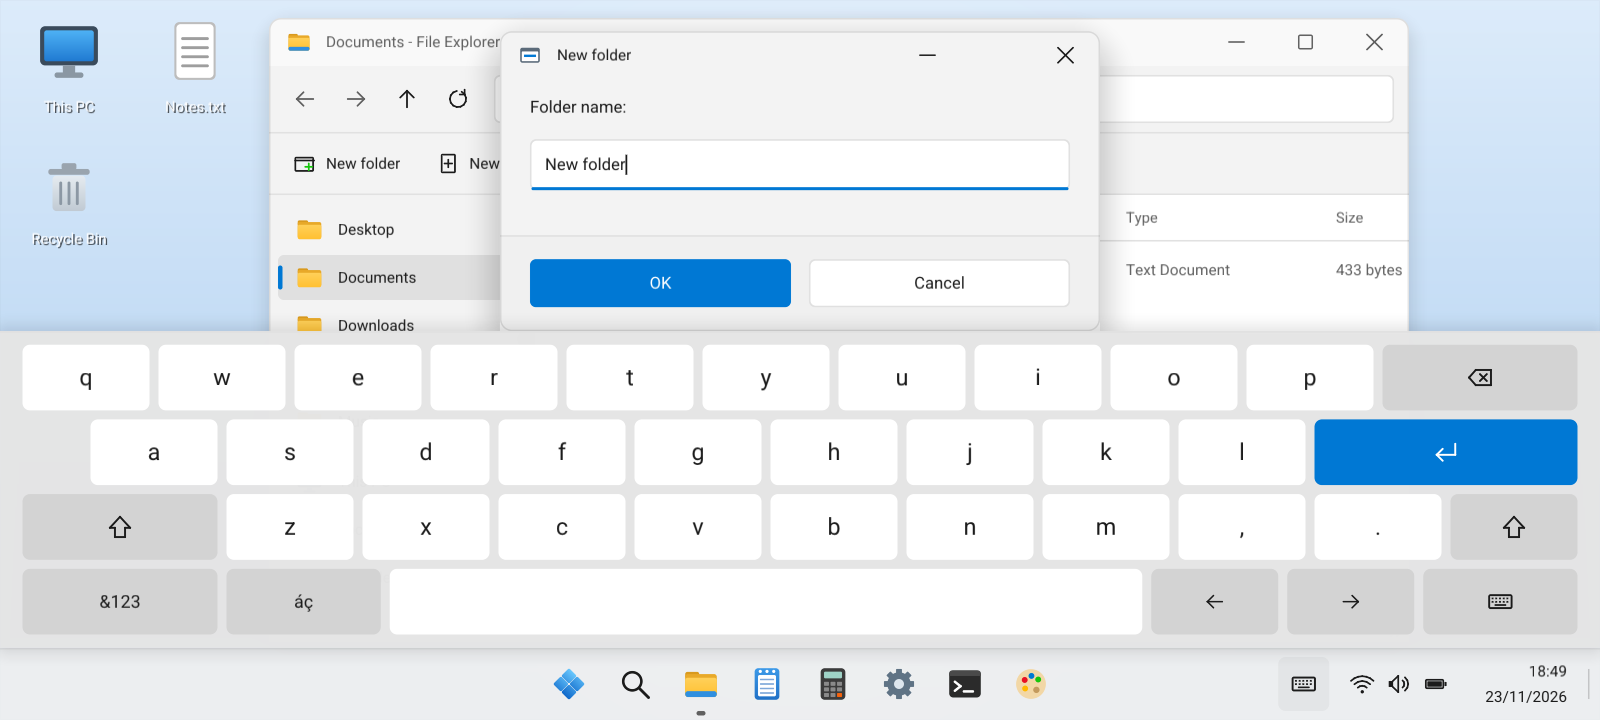 This PC
Notes.txt
Recycle Bin
Documents - File Explorer
New folder
New
Desktop
Documents
Downloads
Type
Size
Text Document
433 bytes
New folder
Folder name:
New folder
OK
Cancel
q w e r t y u i o p
a s d f g h j k l
z x c v b n m , .
&123
áç
18:49
23/11/2026